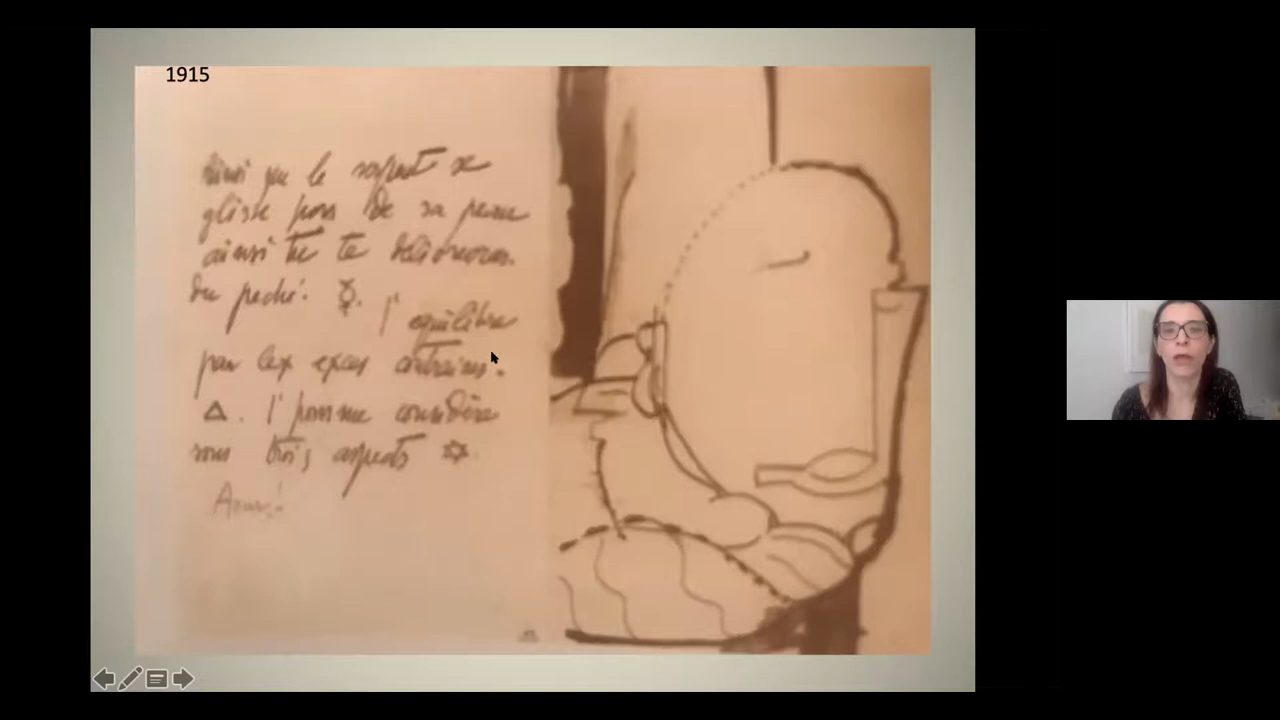 1915
Ainsi que le serpent se
glisse hors de sa peau
ainsi tu te délivreras
du peché. ☿. l'équilibre
par les excès contraires.
△. l'homme considéré
sous trois aspects ✡